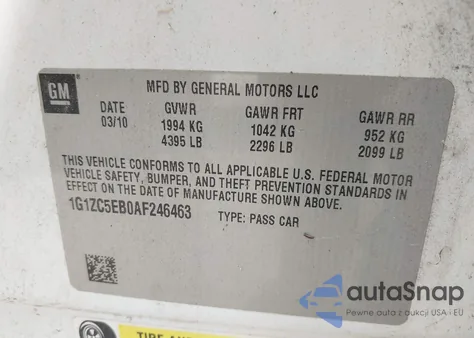 GM
MFD BY GENERAL MOTORS LLC
DATE GVWR GAWR FRT GAWR RR
03/10 1994 KG 1042 KG 952 KG
4395 LB 2296 LB 2099 LB
THIS VEHICLE CONFORMS TO ALL APPLICABLE U.S. FEDERAL MOTOR
VEHICLE SAFETY, BUMPER, AND THEFT PREVENTION STANDARDS IN
EFFECT ON THE DATE OF MANUFACTURE SHOWN ABOVE.
1G1ZC5EB0AF246463 TYPE: PASS CAR
autoSnap
Pewne auta z aukcji USA i EU
TIRE AND